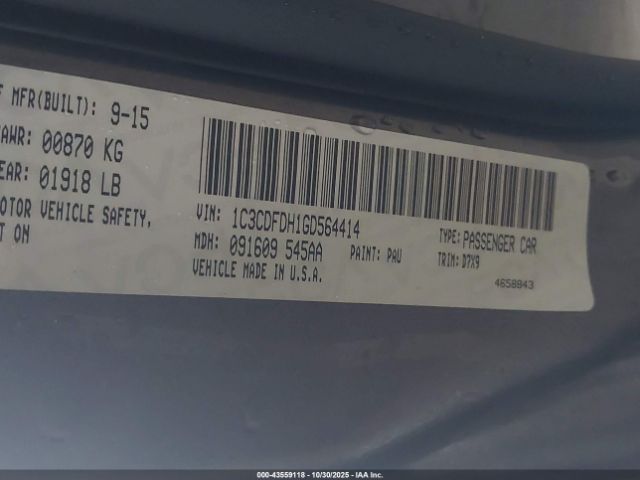 F MFR(BUILT): 9-15
AWR: 00870 KG
EAR: 01918 LB
OTOR VEHICLE SAFETY,
T ON
VIN: 1C3CDFDH1GD564414
TYPE: PASSENGER CAR
MDH: 091609 545AA
PAINT: PAU
TRIM: D7X9
VEHICLE MADE IN U.S.A.
4658843
000-43559118 - 10/30/2025 - IAA Inc.